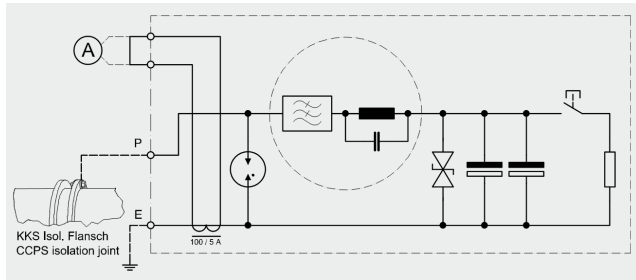 A
P
E
KKS Isol, Flansch
CCPS isolation joint
100 / 5 A